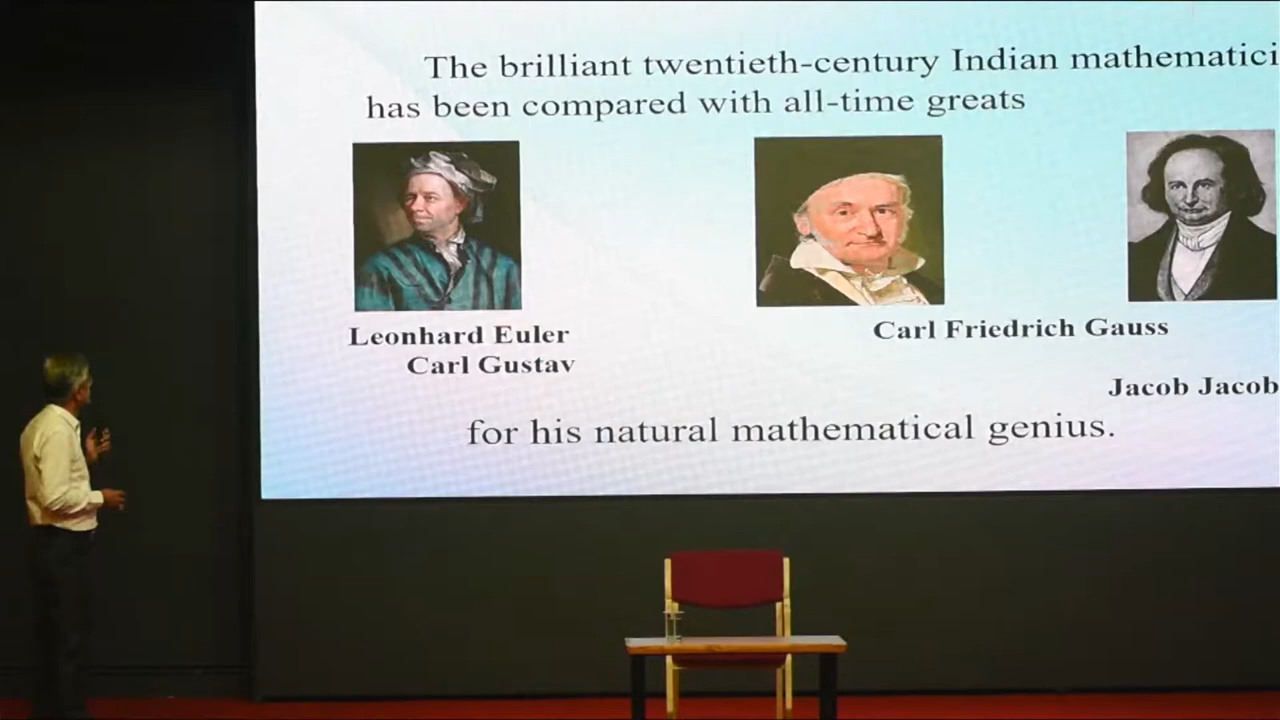 The brilliant twentieth-century Indian mathematici
has been compared with all-time greats
Leonhard Euler
Carl Friedrich Gauss
Carl Gustav
Jacob Jacob
for his natural mathematical genius.